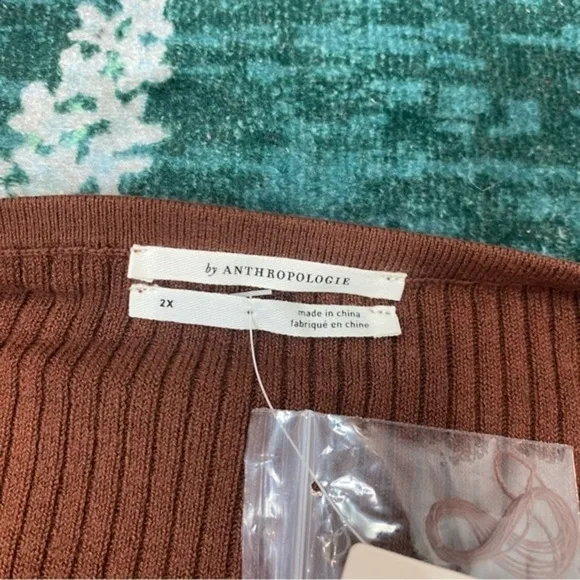 by ANTHROPOLOGIE
2X
made in china
fabriqué en chine